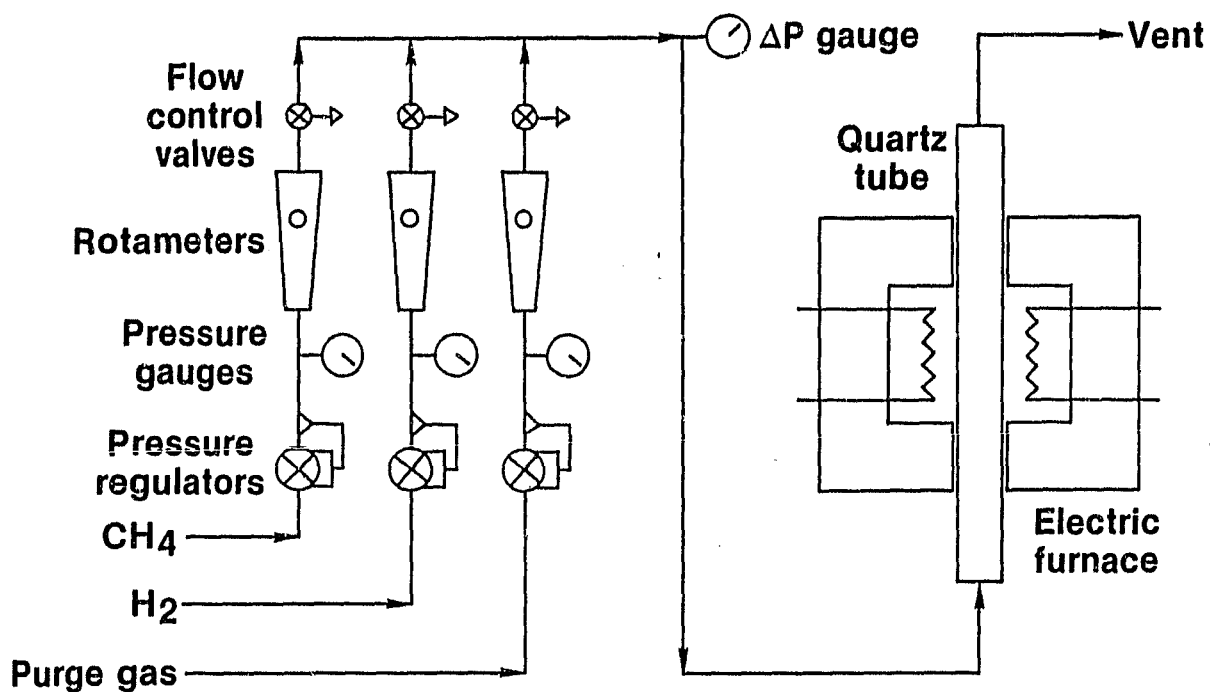 ΔP gauge
Vent
Flow
control
valves
Quartz
tube
Rotameters
Pressure
gauges
Pressure
regulators
CH4
Electric
furnace
H2
Purge gas